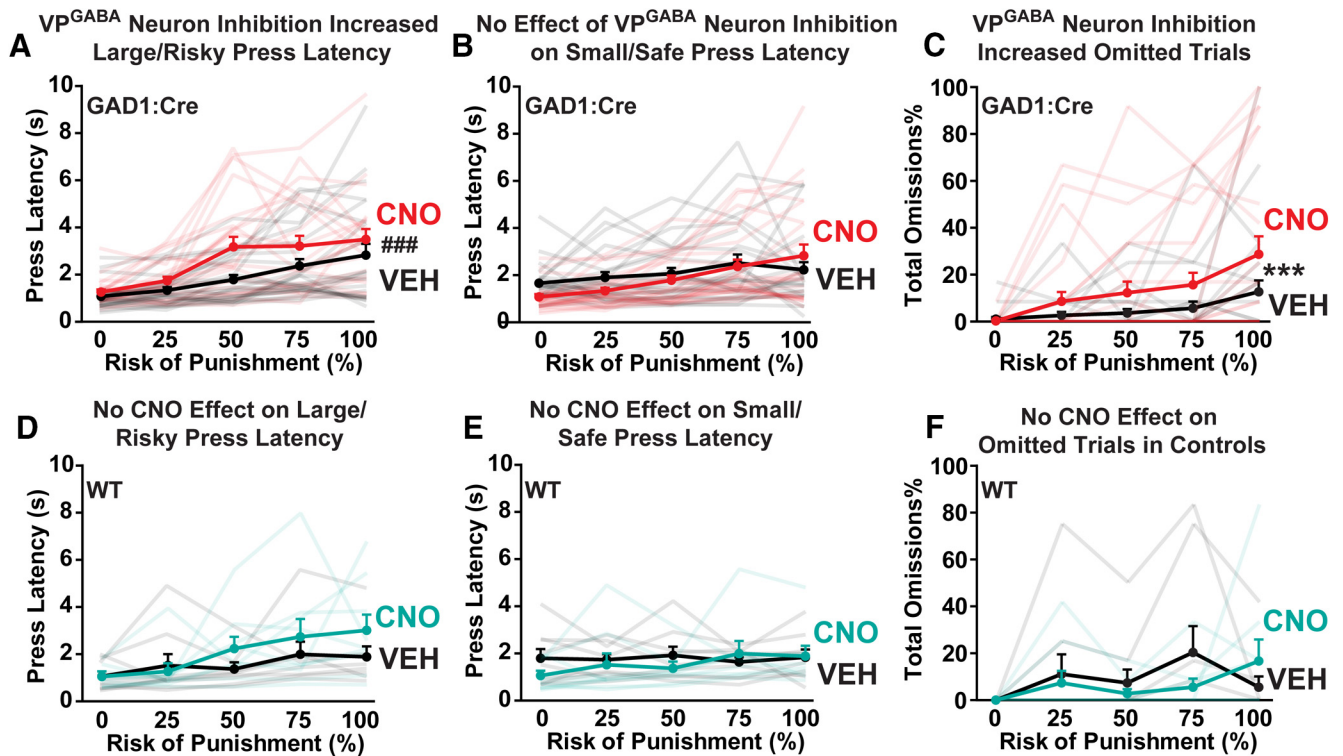 A
VP^GABA Neuron Inhibition Increased
Large/Risky Press Latency
GAD1:Cre
Press Latency (s)
10
8
6
4
2
0
CNO
###
VEH
0 25 50 75 100
Risk of Punishment (%)
B
No Effect of VP^GABA Neuron Inhibition
on Small/Safe Press Latency
GAD1:Cre
Press Latency (s)
10
8
6
4
2
0
CNO
VEH
0 25 50 75 100
Risk of Punishment (%)
C
VP^GABA Neuron Inhibition
Increased Omitted Trials
GAD1:Cre
Total Omissions%
100
80
60
40
20
0
CNO
***
VEH
0 25 50 75 100
Risk of Punishment (%)
D
No CNO Effect on Large/
Risky Press Latency
WT
Press Latency (s)
10
8
6
4
2
0
CNO
VEH
0 25 50 75 100
Risk of Punishment (%)
E
No CNO Effect on Small/
Safe Press Latency
WT
Press Latency (s)
10
8
6
4
2
0
CNO
VEH
0 25 50 75 100
Risk of Punishment (%)
F
No CNO Effect on
Omitted Trials in Controls
WT
Total Omissions%
100
80
60
40
20
0
CNO
VEH
0 25 50 75 100
Risk of Punishment (%)